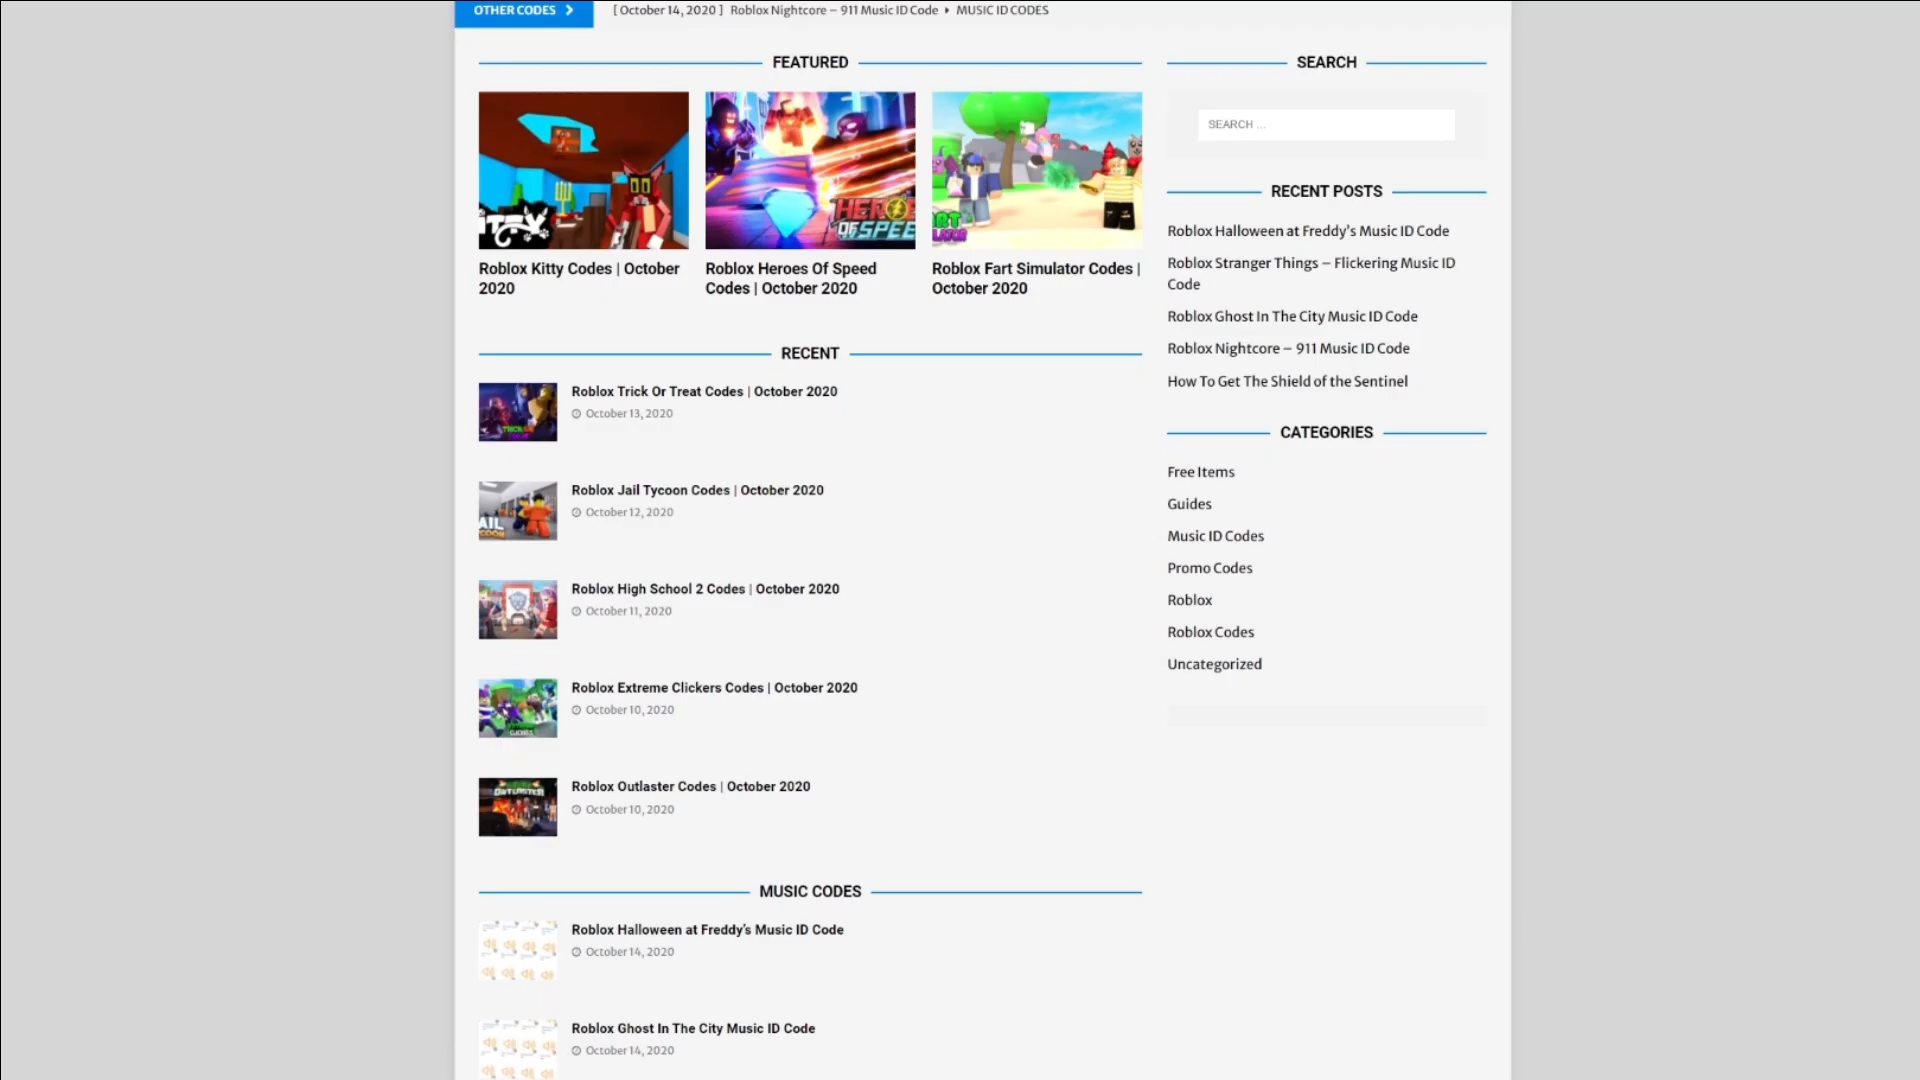 OTHER CODES
[ October 14, 2020 ] Roblox Nightcore – 911 Music ID Code MUSIC ID CODES
FEATURED
HEROES
OF SPEE
Roblox Kitty Codes | October
2020
Roblox Heroes Of Speed
Codes | October 2020
Roblox Fart Simulator Codes |
October 2020
RECENT
Roblox Trick Or Treat Codes | October 2020
October 13, 2020
Roblox Jail Tycoon Codes | October 2020
October 12, 2020
Roblox High School 2 Codes | October 2020
October 11, 2020
Roblox Extreme Clickers Codes | October 2020
October 10, 2020
OUTLASTER
Roblox Outlaster Codes | October 2020
October 10, 2020
MUSIC CODES
Roblox Halloween at Freddy's Music ID Code
October 14, 2020
Roblox Ghost In The City Music ID Code
October 14, 2020
SEARCH
SEARCH …
RECENT POSTS
Roblox Halloween at Freddy's Music ID Code
Roblox Stranger Things – Flickering Music ID
Code
Roblox Ghost In The City Music ID Code
Roblox Nightcore – 911 Music ID Code
How To Get The Shield of the Sentinel
CATEGORIES
Free Items
Guides
Music ID Codes
Promo Codes
Roblox
Roblox Codes
Uncategorized